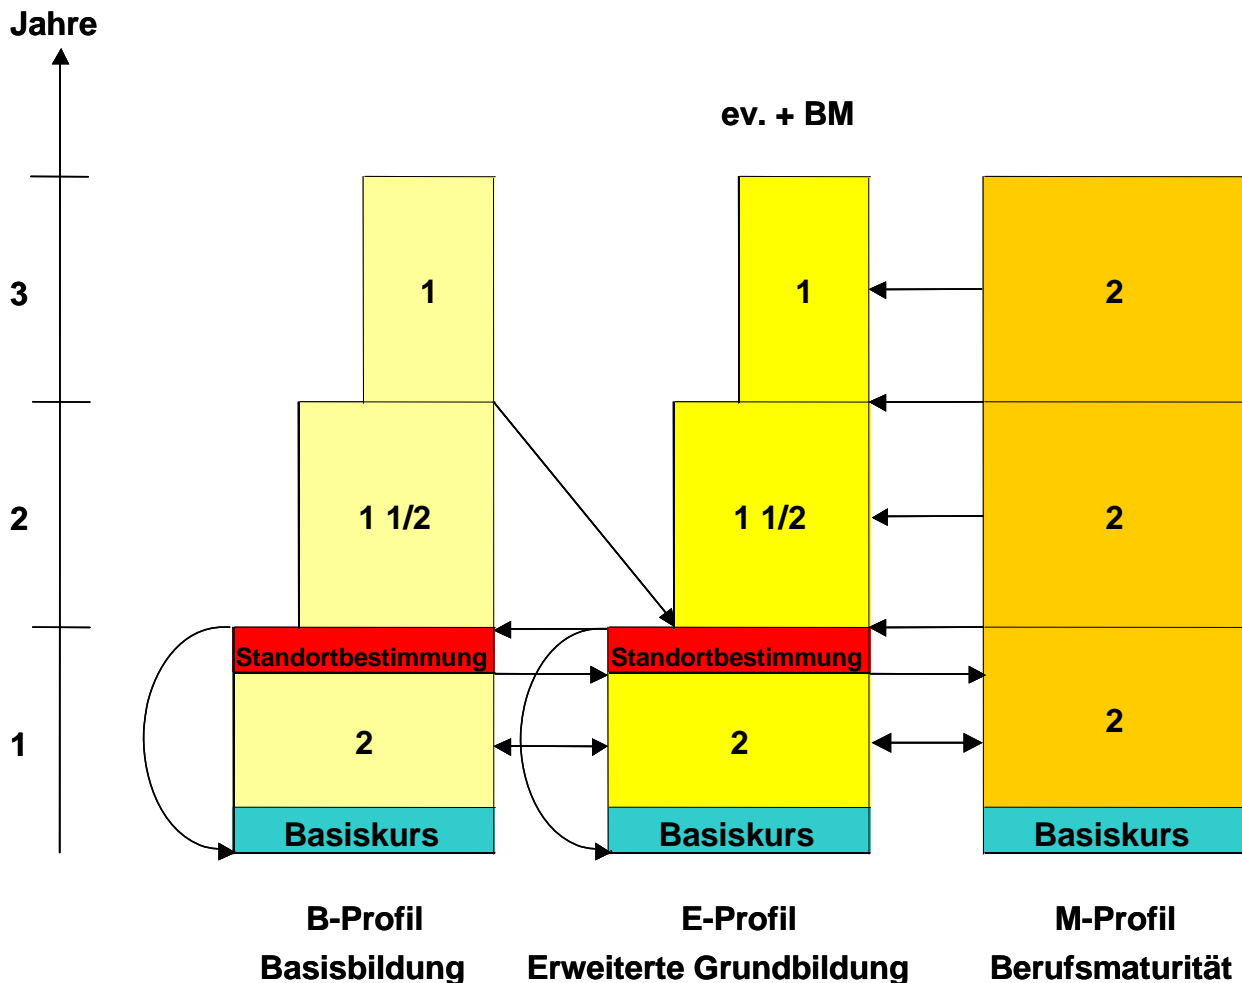 Jahre
ev. + BM
3
1
1
2
2
1 1/2
1 1/2
2
Standortbestimmung
Standortbestimmung
1
2
2
2
Basiskurs
Basiskurs
Basiskurs
B-Profil
E-Profil
M-Profil
Basisbildung
Erweiterte Grundbildung
Berufsmaturität